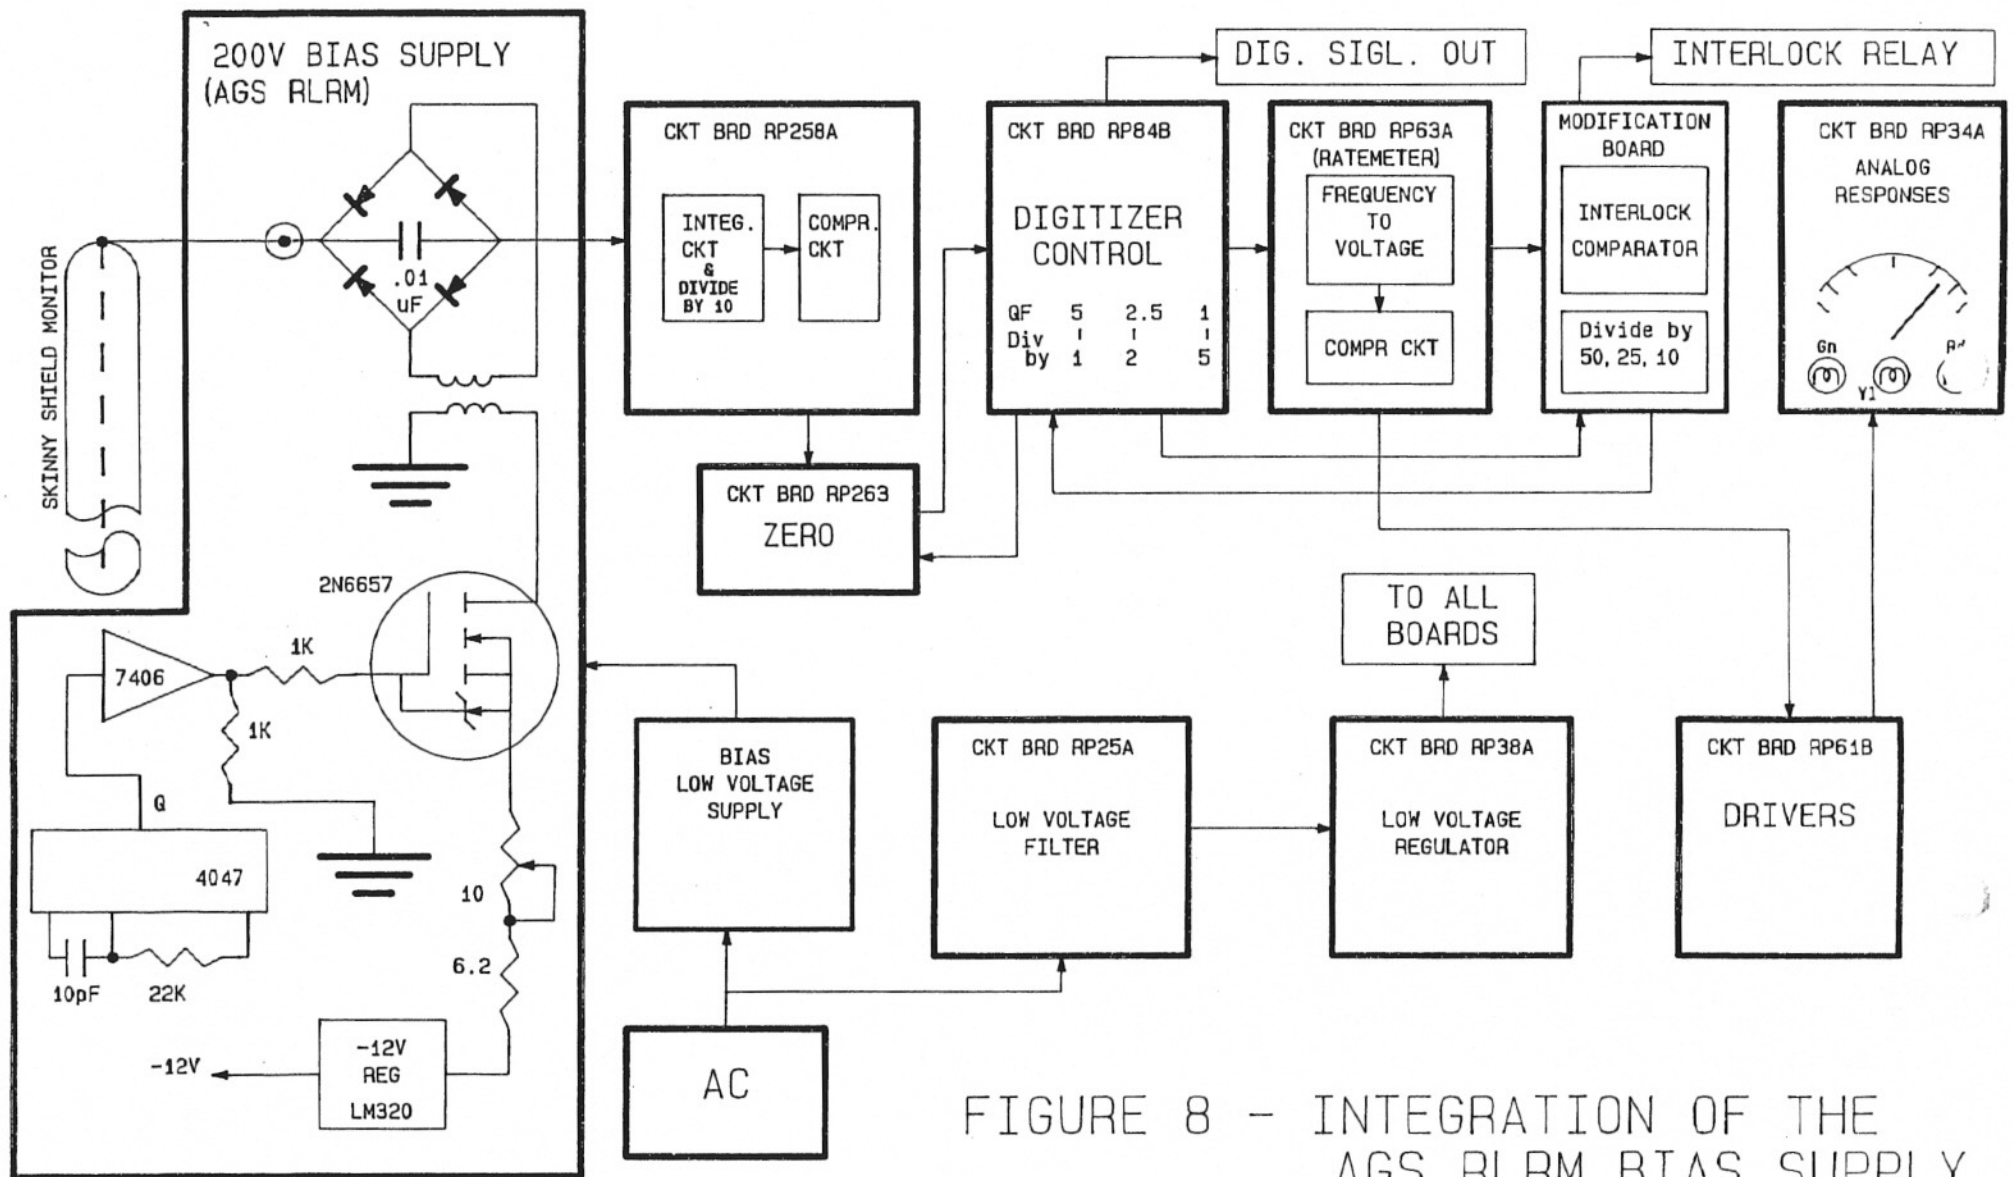 200V BIAS SUPPLY
(AGS RLRM)
SKINNY SHIELD MONITOR
.01
uF
2N6657
1K
7406
1K
Q
4047
10pF
22K
10
6.2
-12V
-12V
REG
LM320
CKT BRD RP258A
INTEG.
CKT
&
DIVIDE
BY 10
COMPR.
CKT
CKT BRD RP263
ZERO
DIG. SIGL. OUT
CKT BRD RP84B
DIGITIZER
CONTROL
QF 5 2.5 1
Div
by 1 2 5
CKT BRD RP63A
(RATEMETER)
FREQUENCY
TO
VOLTAGE
COMPR CKT
INTERLOCK RELAY
MODIFICATION
BOARD
INTERLOCK
COMPARATOR
Divide by
50, 25, 10
CKT BRD RP34A
ANALOG
RESPONSES
Gn
Yl
TO ALL
BOARDS
BIAS
LOW VOLTAGE
SUPPLY
CKT BRD RP25A
LOW VOLTAGE
FILTER
CKT BRD RP38A
LOW VOLTAGE
REGULATOR
CKT BRD RP61B
DRIVERS
AC
FIGURE 8 - INTEGRATION OF THE
AGS RLRM BIAS SUPPLY